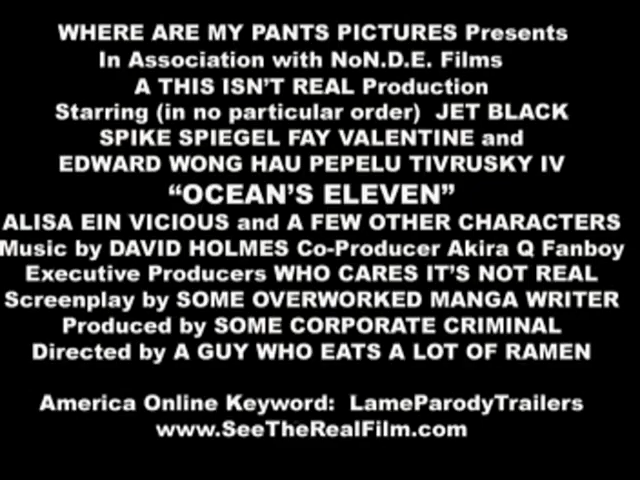 WHERE ARE MY PANTS PICTURES Presents
In Association with NoN.D.E. Films
A THIS ISN'T REAL Production
Starring (in no particular order)  JET BLACK
SPIKE SPIEGEL FAY VALENTINE and
EDWARD WONG HAU PEPELU TIVRUSKY IV
“OCEAN'S ELEVEN”
ALISA EIN VICIOUS and A FEW OTHER CHARACTERS
Music by DAVID HOLMES Co-Producer Akira Q Fanboy
Executive Producers WHO CARES IT'S NOT REAL
Screenplay by SOME OVERWORKED MANGA WRITER
Produced by SOME CORPORATE CRIMINAL
Directed by A GUY WHO EATS A LOT OF RAMEN
America Online Keyword:  LameParodyTrailers
www.SeeTheRealFilm.com